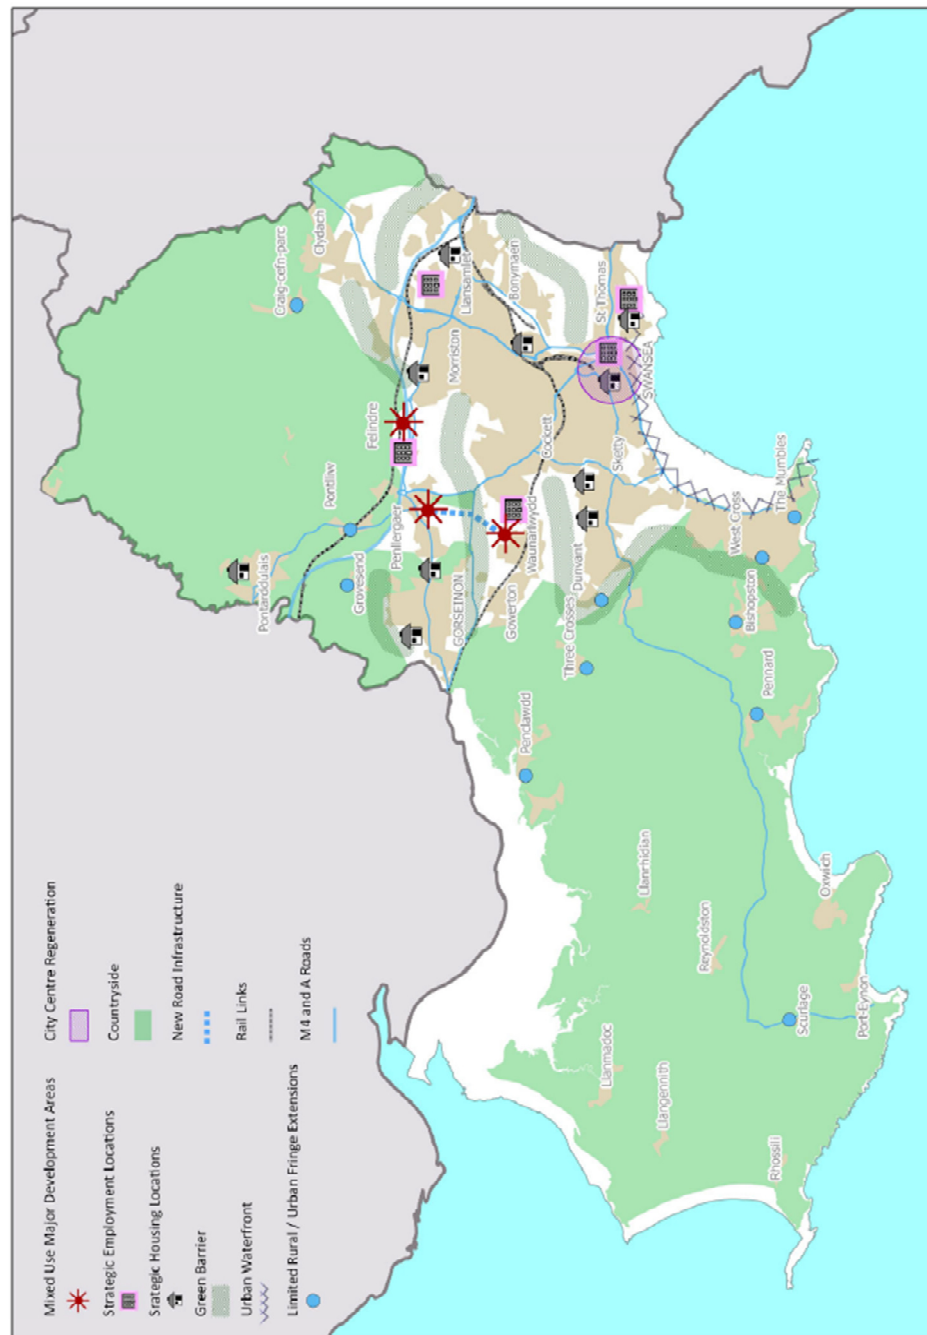 Mixed Use Major Development Areas
Strategic Employment Locations
Srategic Housing Locations
Green Barrier
Urban Waterfront
Limited Rural / Urban Fringe Extensions
City Centre Regeneration
Countryside
New Road Infrastructure
Rail Links
M4 and A Roads
Craig-cefn-parc
Clydach
Pontarddulais
Pontlliw
Felindre
Grovesend
Penllergaer
Morriston
Llansamlet
GORSEINON
Bonymaen
Gowerton
Waunarlwydd
Cockett
St Thomas
Penclawdd
Three Crosses
Dunvant
Sketty
SWANSEA
Llanrhidian
Llanmadoc
Llangennith
Reynoldston
Bishopston
West Cross
The Mumbles
Pennard
Oxwich
Scurlage
Port-Eynon
Rhossili